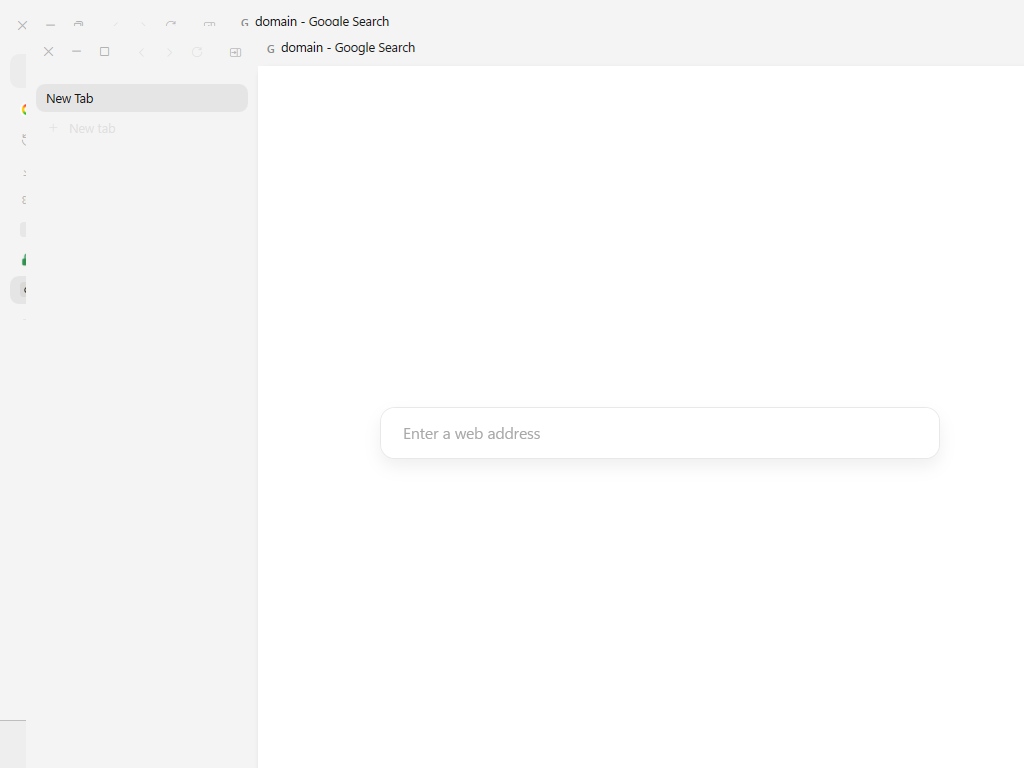 domain - Google Search
domain - Google Search
New Tab
New tab
Enter a web address